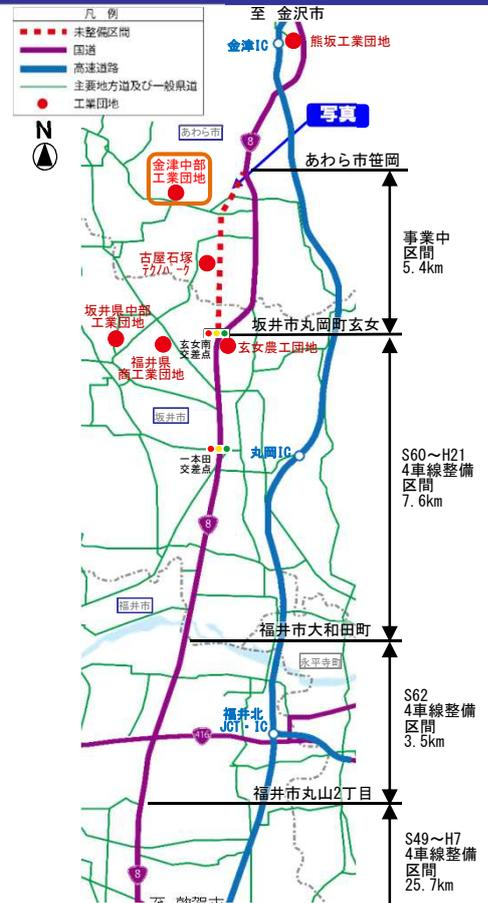 凡 例
未整備区間
国道
高速道路
主要地方道及び一般県道
工業団地
N
至 金沢市
金津IC
熊坂工業団地
写真
あわら市
8
あわら市笹岡
金津中部
工業団地
事業中
区間
5.4km
古屋石塚
テクノパーク
坂井市丸岡町玄女
坂井県中部
工業団地
福井県
商工業団地
玄女南
交差点
玄女農工団地
坂井市
一本田
交差点
丸岡IC
S60～H21
4車線整備
区間
7.6km
8
福井市
福井市大和田町
永平寺町
S62
4車線整備
区間
3.5km
福井北
JCT・IC
416
福井市丸山2丁目
S49～H7
4車線整備
区間
25.7km
8
至 敦賀市